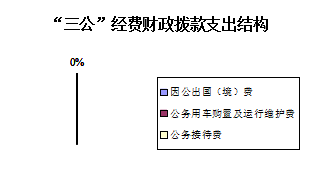 “三公”经费财政拨款支出结构
0%
因公出国（境）费
公务用车购置及运行维护费
公务接待费